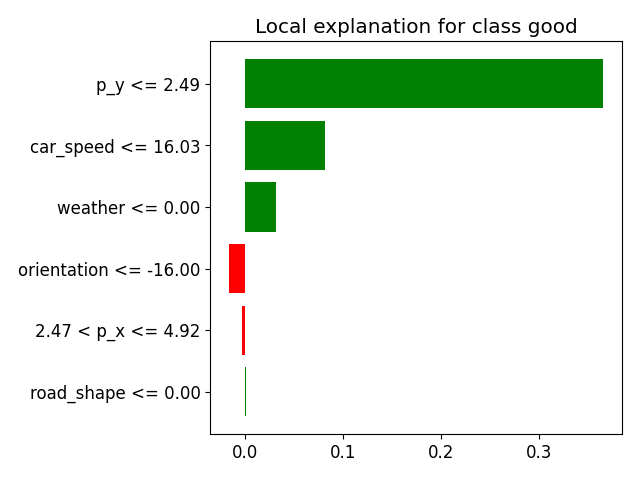 Local explanation for class good
p_y <= 2.49
car_speed <= 16.03
weather <= 0.00
orientation <= -16.00
2.47 < p_x <= 4.92
road_shape <= 0.00
0.0 0.1 0.2 0.3